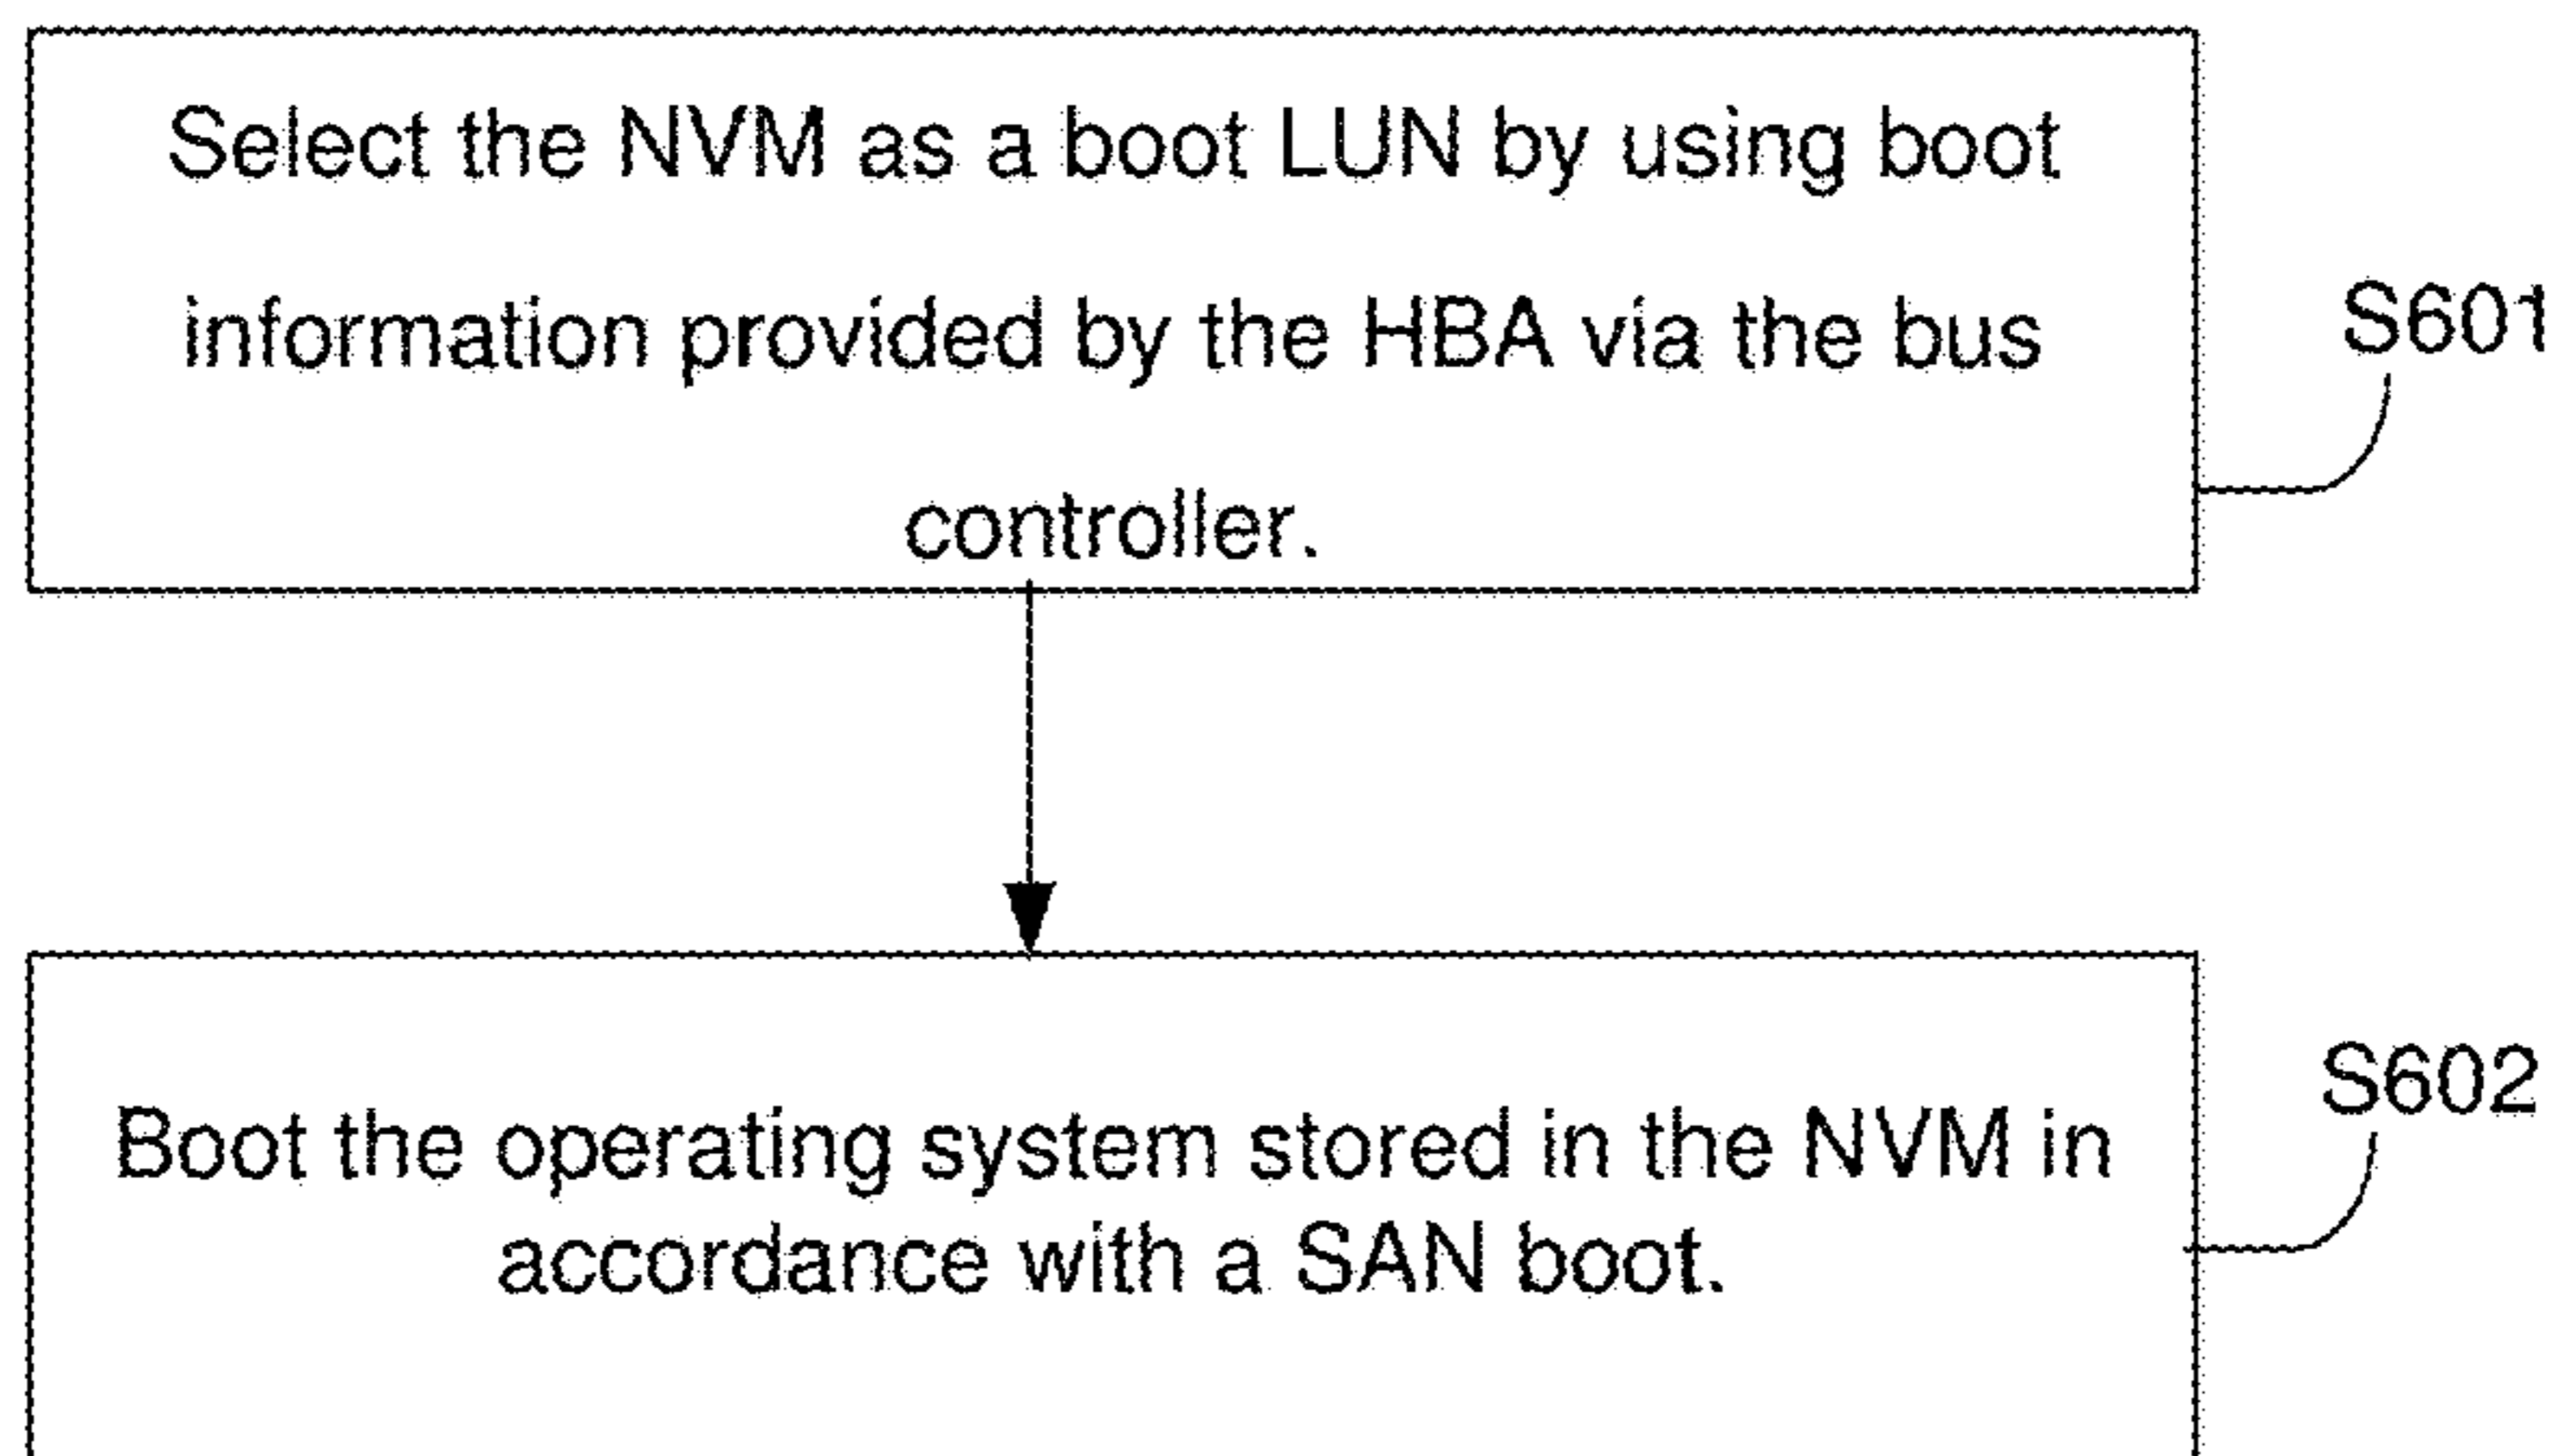 Select the NVM as a boot LUN by using boot
information provided by the HBA via the bus
controller.
S601
Boot the operating system stored in the NVM in
accordance with a SAN boot.
S602